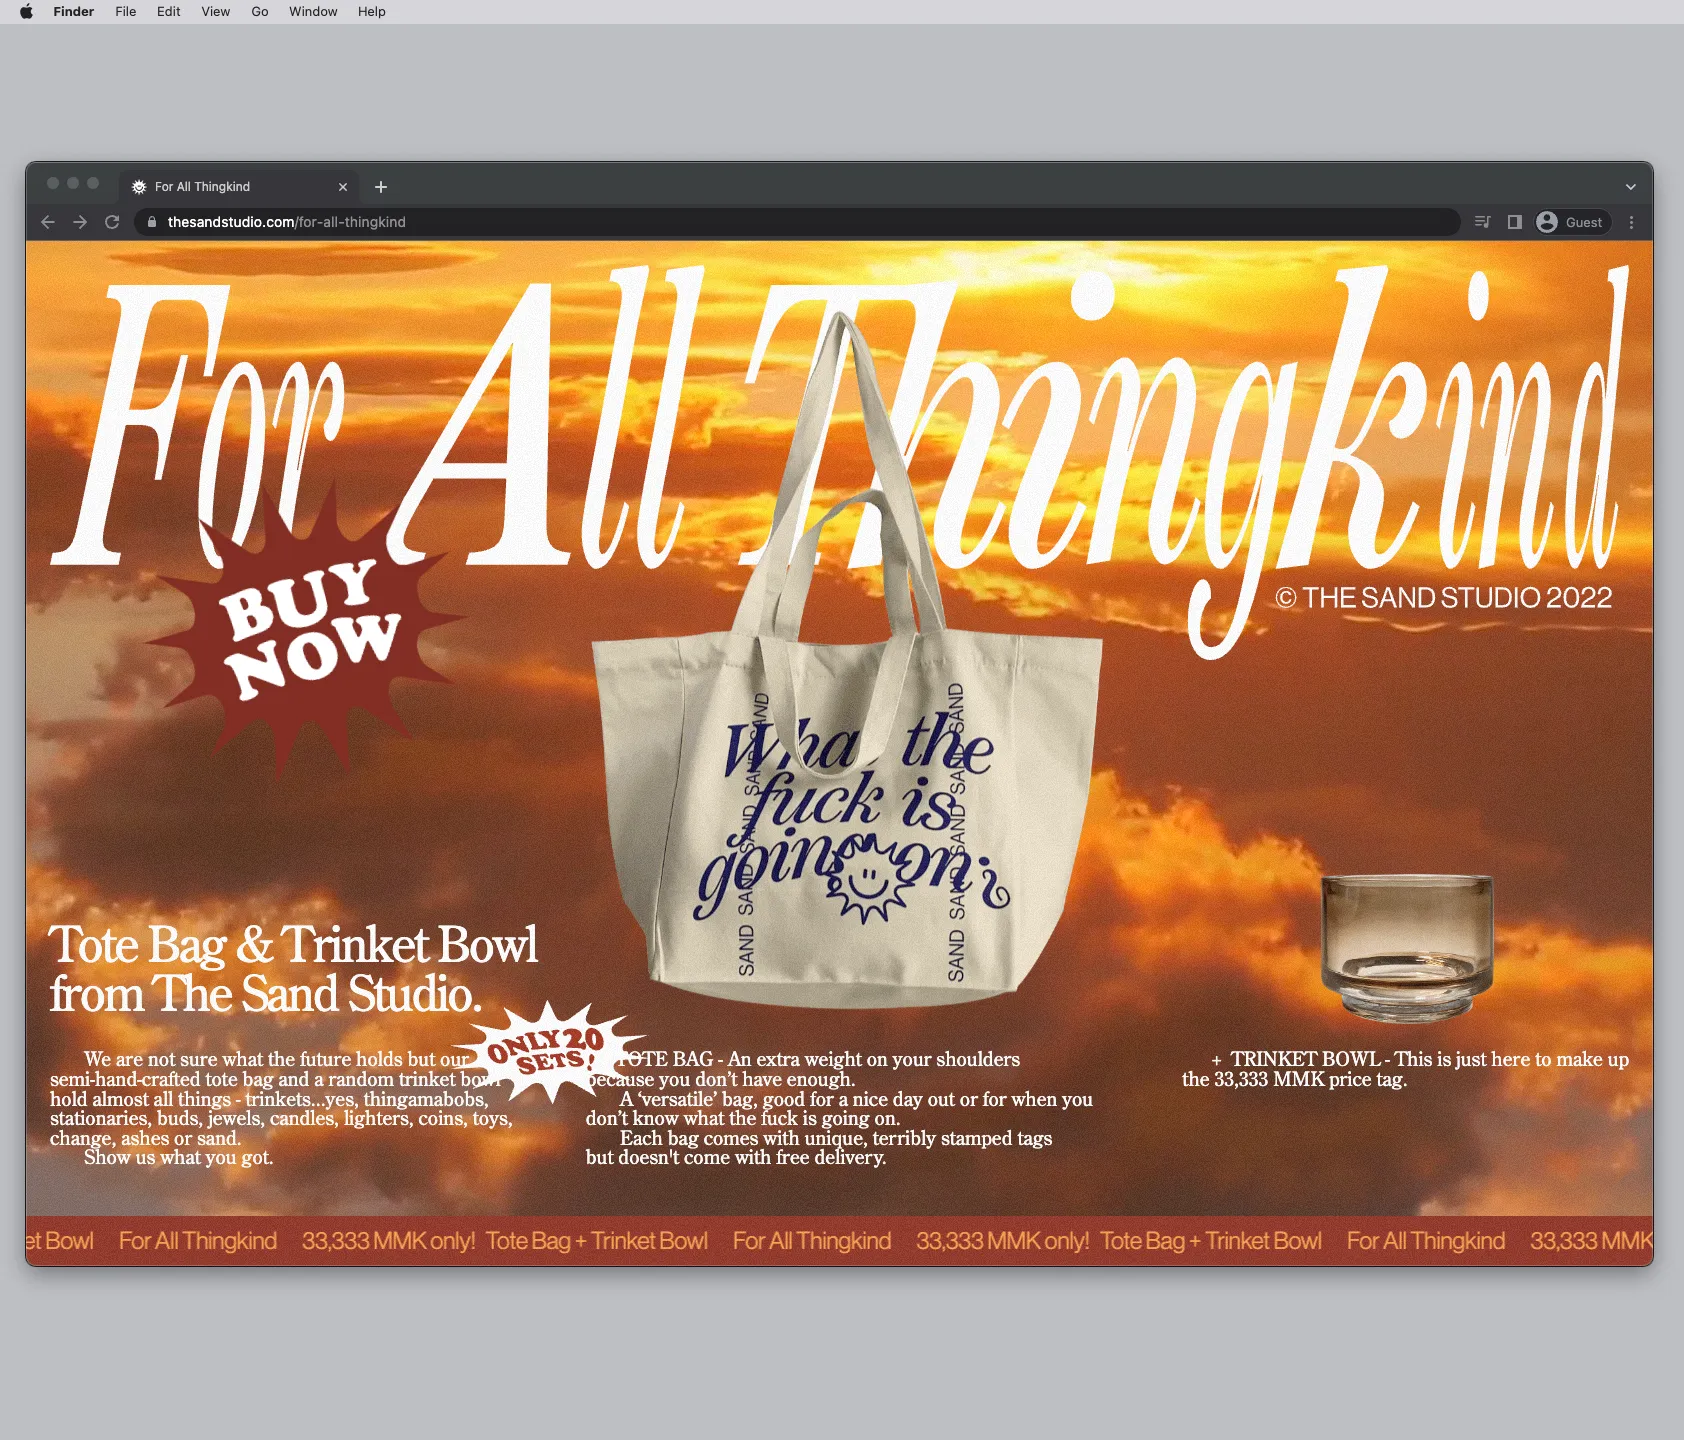 Finder File Edit View Go Window Help
For All Thingkind
thesandstudio.com/for-all-thingkind
Guest
For All Thingkind
© THE SAND STUDIO 2022
BUY
NOW
What the
fuck is
going on?
SAND SAND SAND SAND SAND
SAND SAND SAND SAND SAND
Tote Bag & Trinket Bowl
from The Sand Studio.
ONLY 20
SETS!
We are not sure what the future holds but our
semi-hand-crafted tote bag and a random trinket bowl
hold almost all things - trinkets...yes, thingamabobs,
stationaries, buds, jewels, candles, lighters, coins, toys,
change, ashes or sand.
Show us what you got.
TOTE BAG - An extra weight on your shoulders
because you don’t have enough.
A ‘versatile’ bag, good for a nice day out or for when you
don’t know what the fuck is going on.
Each bag comes with unique, terribly stamped tags
but doesn't come with free delivery.
+ TRINKET BOWL - This is just here to make up
the 33,333 MMK price tag.
et Bowl For All Thingkind 33,333 MMK only! Tote Bag + Trinket Bowl For All Thingkind 33,333 MMK only! Tote Bag + Trinket Bowl For All Thingkind 33,333 MMK